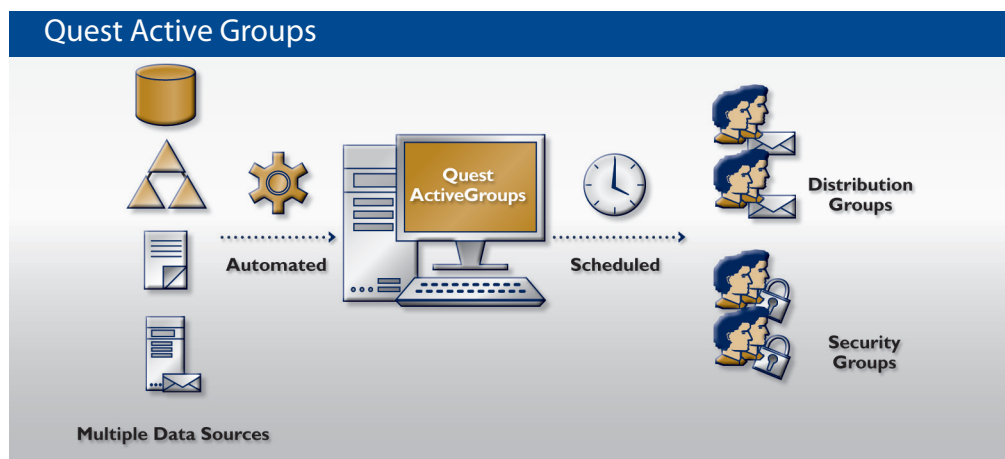 Quest Active Groups
Quest
ActiveGroups
Distribution
Groups
Automated
Scheduled
Security
Groups
Multiple Data Sources